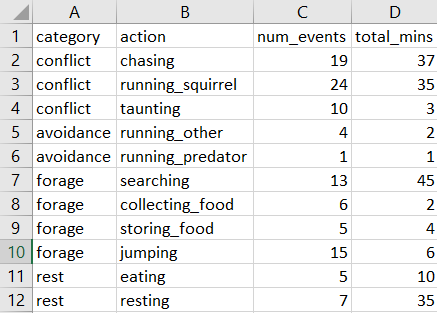 A B C D
1 category action num_events total_mins
2 conflict chasing 19 37
3 conflict running_squirrel 24 35
4 conflict taunting 10 3
5 avoidance running_other 4 2
6 avoidance running_predator 1 1
7 forage searching 13 45
8 forage collecting_food 6 2
9 forage storing_food 5 4
10 forage jumping 15 6
11 rest eating 5 10
12 rest resting 7 35